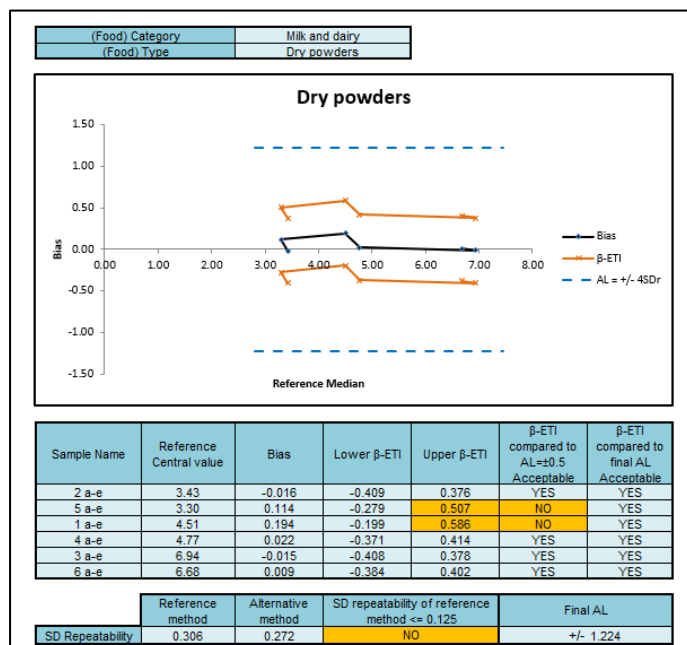 (Food) Category Milk and dairy
(Food) Type Dry powders
Dry powders
1.50
1.00
0.50
0.00
0.00 1.00 2.00 3.00 4.00 5.00 6.00 7.00 8.00
-0.50
-1.00
-1.50
Bias
Reference Median
Bias
β-ETI
AL = +/- 4SDr
Sample Name Reference Central value Bias Lower β-ETI Upper β-ETI β-ETI compared to AL=±0.5 Acceptable β-ETI compared to final AL Acceptable
2 a-e 3.43 -0.016 -0.409 0.376 YES YES
5 a-e 3.30 0.114 -0.279 0.507 NO YES
1 a-e 4.51 0.194 -0.199 0.586 NO YES
4 a-e 4.77 0.022 -0.371 0.414 YES YES
3 a-e 6.94 -0.015 -0.408 0.378 YES YES
6 a-e 6.68 0.009 -0.384 0.402 YES YES
Reference method Alternative method SD repeatability of reference method <= 0.125 Final AL
SD Repeatability 0.306 0.272 NO +/- 1.224